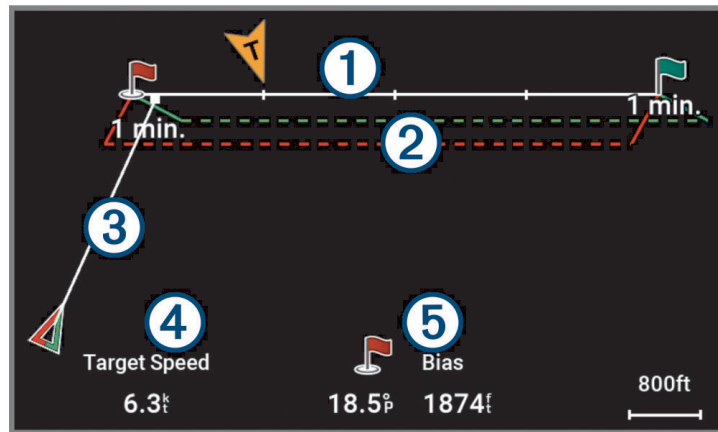 T
1
1 min.
1 min.
2
3
4
5
Target Speed
Bias
800ft
6.3kt
18.5°P
1874ft